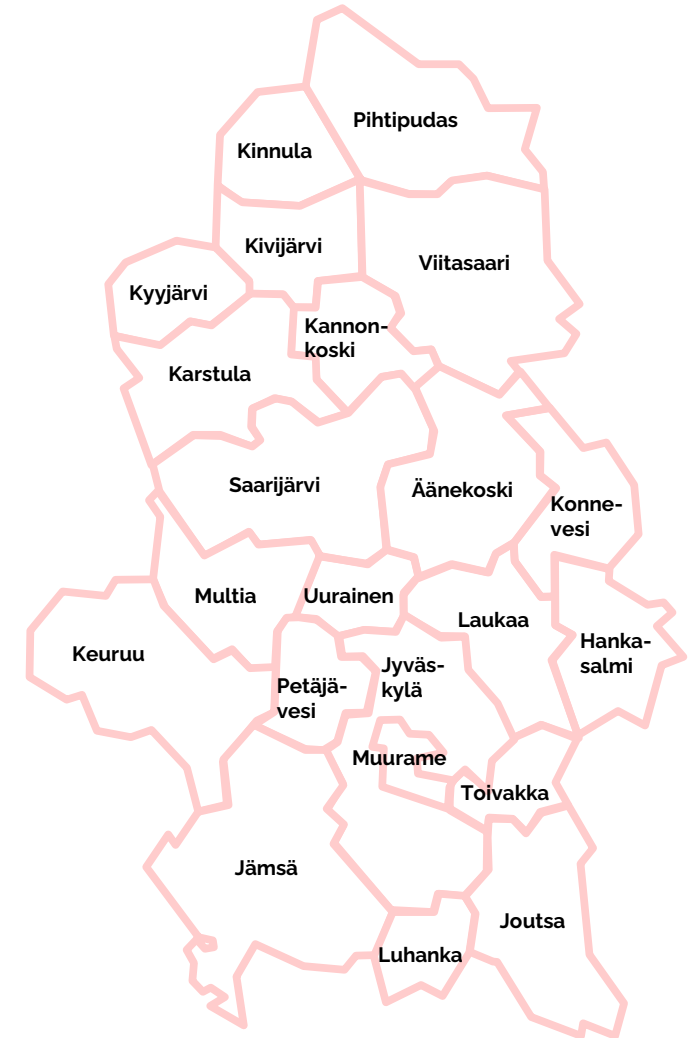 Pihtipudas
Kinnula
Kivijärvi
Viitasaari
Kyyjärvi
Kannon-
koski
Karstula
Saarijärvi
Äänekoski
Konne-
vesi
Multia
Uurainen
Laukaa
Hanka-
salmi
Keuruu
Jyväs-
kylä
Petäjä-
vesi
Muurame
Toivakka
Jämsä
Joutsa
Luhanka